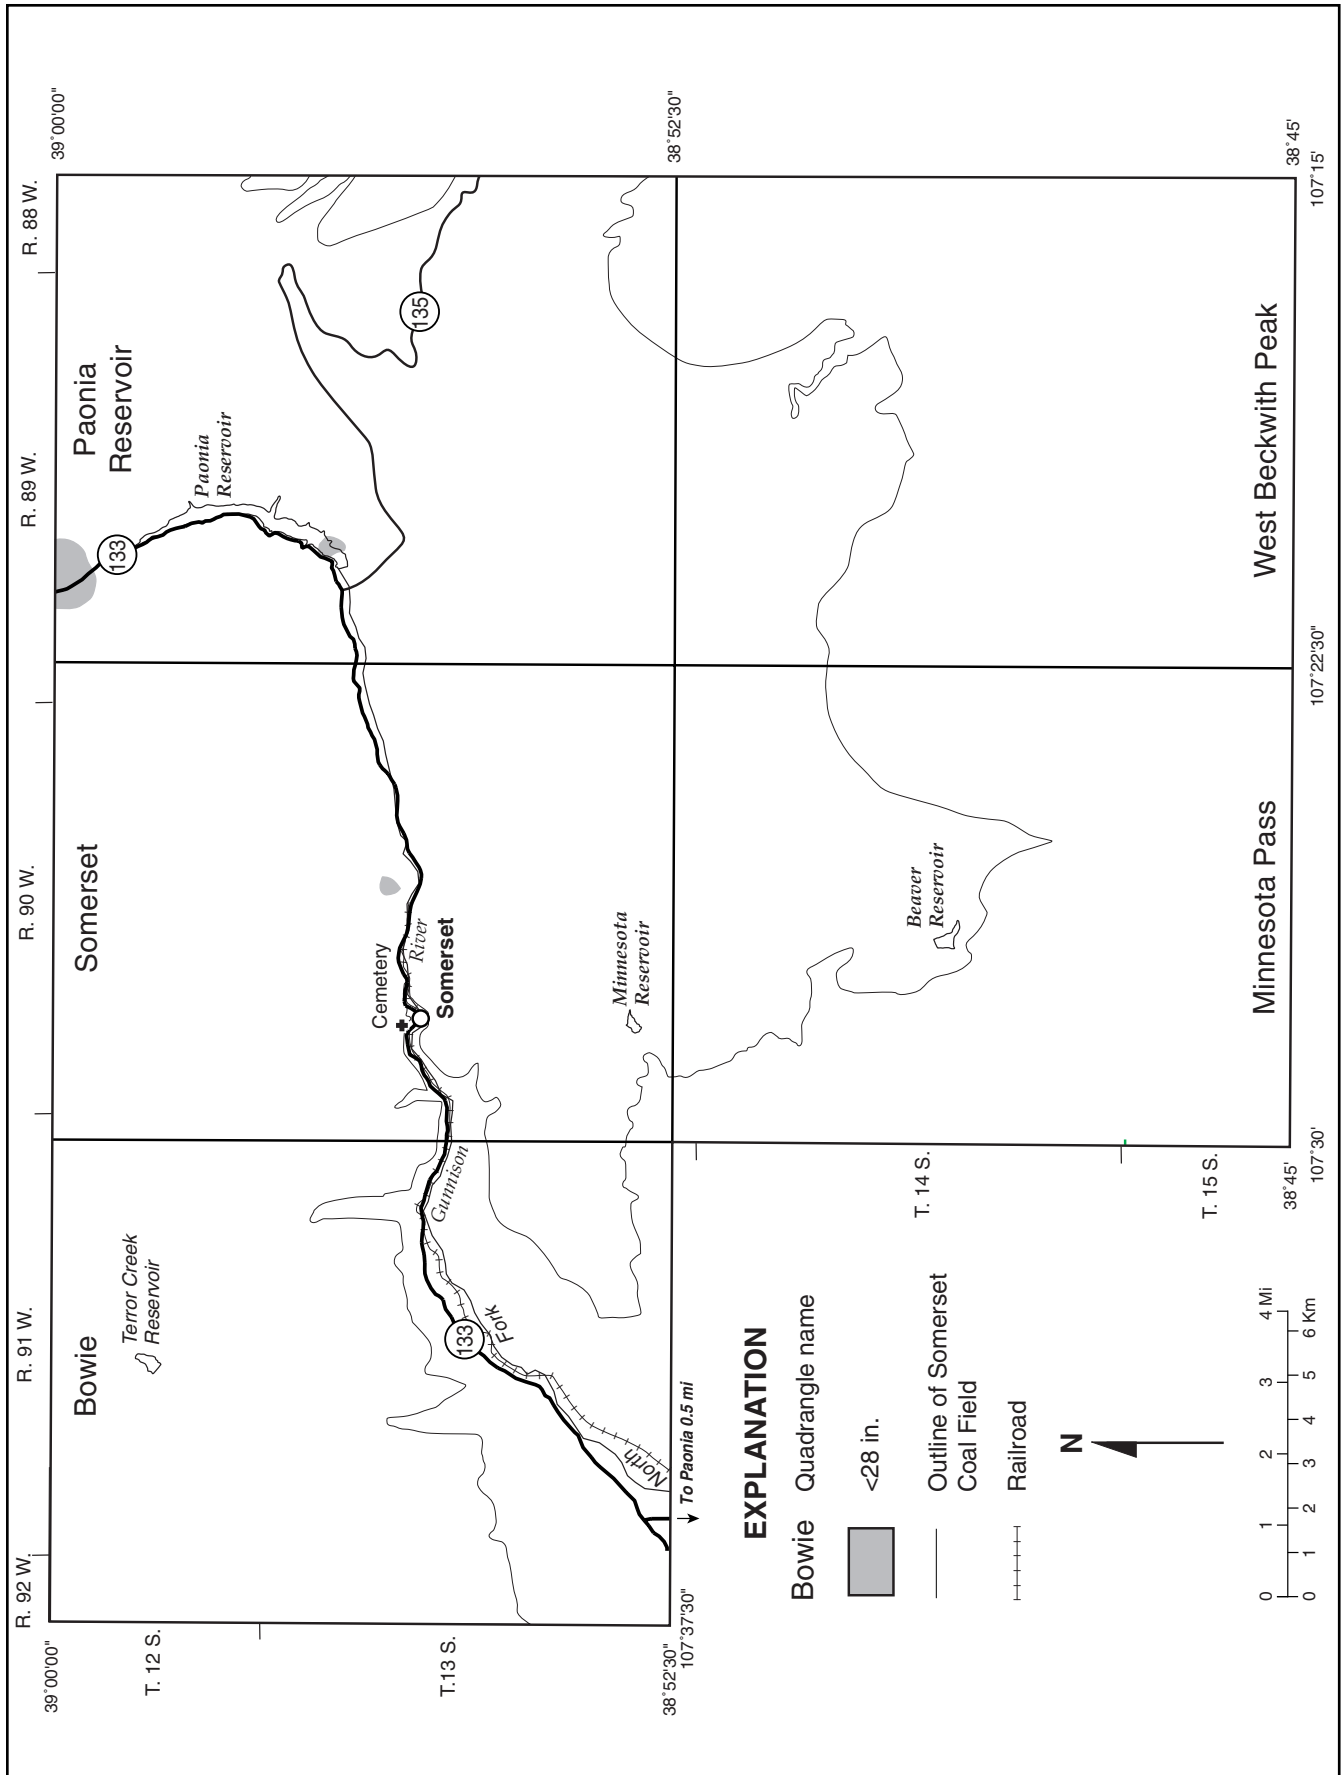 R. 92 W.
R. 91 W.
R. 90 W.
R. 89 W.
R. 88 W.
39°00'00"
39°00'00"
T. 12 S.
T.13 S.
Bowie
Somerset
Paonia
Reservoir
Terror Creek
Reservoir
Paonia
Reservoir
133
133
135
Cemetery
River
Somerset
Gunnison
Fork
North
Minnesota
Reservoir
38°52'30"
107°37'30"
38°52'30"
To Paonia 0.5 mi
Beaver
Reservoir
T. 14 S.
T. 15 S.
Minnesota Pass
West Beckwith Peak
38°45'
107°30'
107°22'30"
38°45'
107°15'
EXPLANATION
Bowie Quadrangle name
<28 in.
Outline of Somerset
Coal Field
Railroad
N
0 1 2 3 4 Mi
0 1 2 3 4 5 6 Km